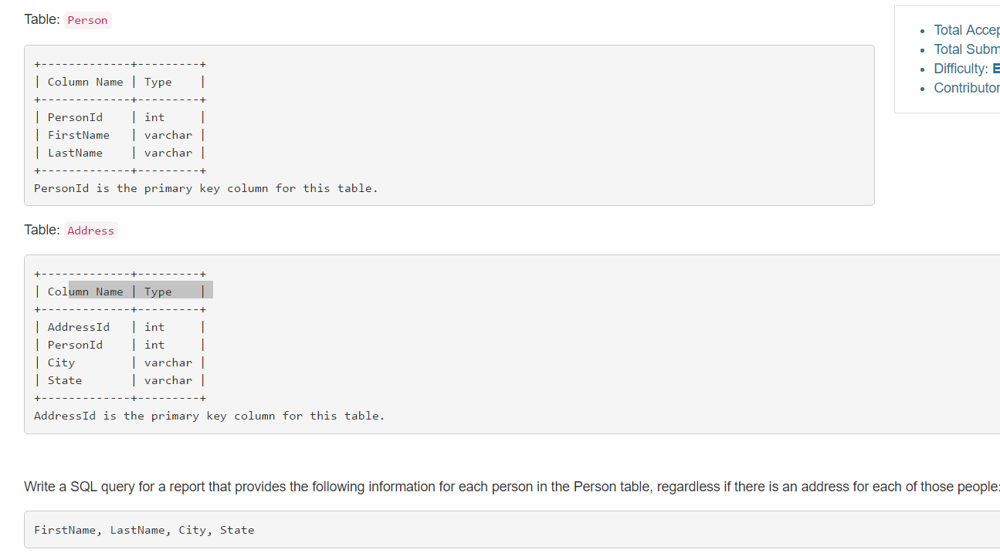 Table: Person
+-------------+---------+
| Column Name | Type    |
+-------------+---------+
| PersonId    | int     |
| FirstName   | varchar |
| LastName    | varchar |
+-------------+---------+
PersonId is the primary key column for this table.
Table: Address
+-------------+---------+
| Column Name | Type    |
+-------------+---------+
| AddressId   | int     |
| PersonId    | int     |
| City        | varchar |
| State       | varchar |
+-------------+---------+
AddressId is the primary key column for this table.
Write a SQL query for a report that provides the following information for each person in the Person table, regardless if there is an address for each of those people:
FirstName, LastName, City, State
• Total
• Total
• Difficulty:
• Contributor